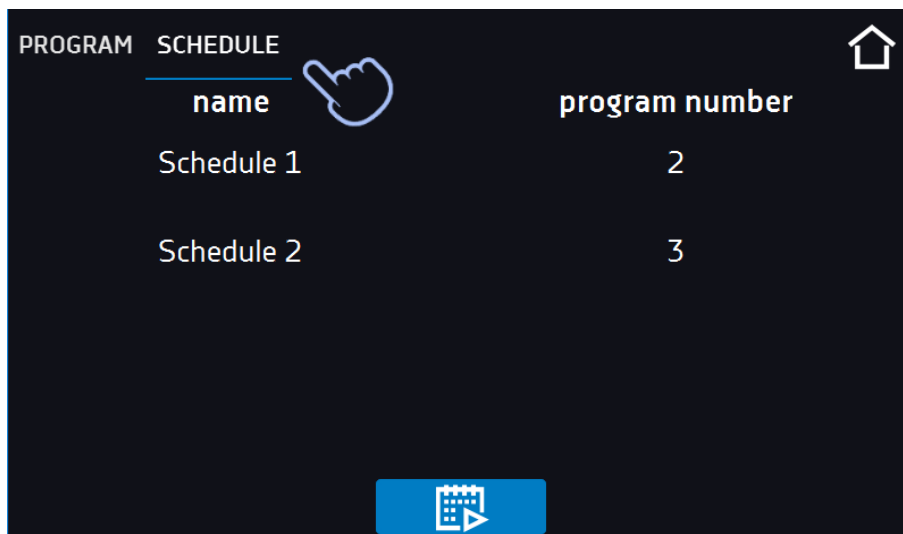 PROGRAM SCHEDULE
name program number
Schedule 1 2
Schedule 2 3